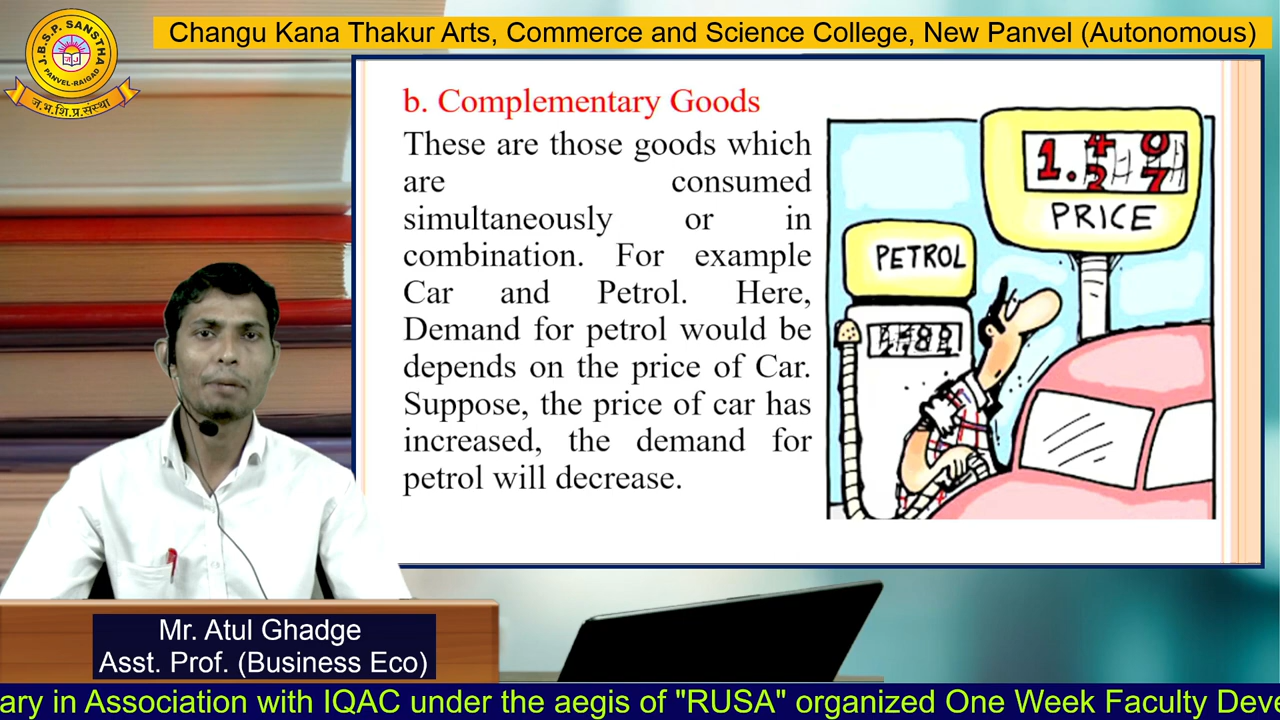 J.B.S.P. SANSTHA
PANVEL-RAIGAD
ज.भ.शि.प्र.संस्था
Changu Kana Thakur Arts, Commerce and Science College, New Panvel (Autonomous)
b. Complementary Goods
These are those goods which
are consumed
simultaneously or in
combination. For example
Car and Petrol. Here,
Demand for petrol would be
depends on the price of Car.
Suppose, the price of car has
increased, the demand for
petrol will decrease.
PRICE
PETROL
Mr. Atul Ghadge
Asst. Prof. (Business Eco)
ary in Association with IQAC under the aegis of "RUSA" organized One Week Faculty Deve